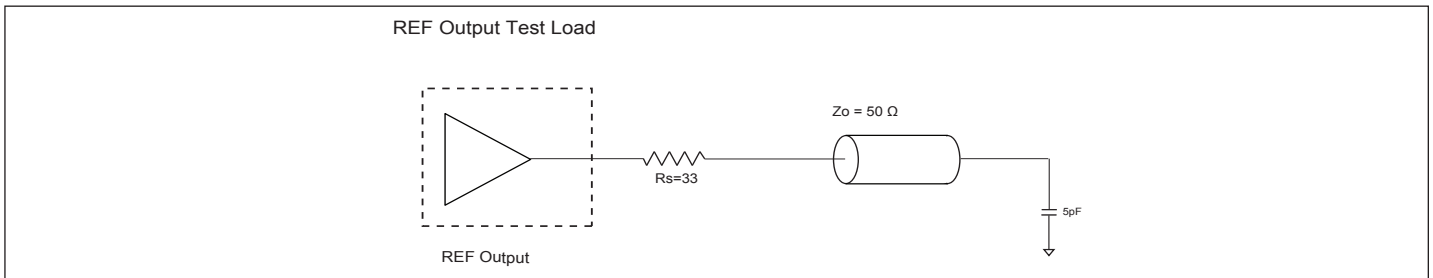 REF Output Test Load
Zo = 50 Ω
Rs=33
5pF
REF Output